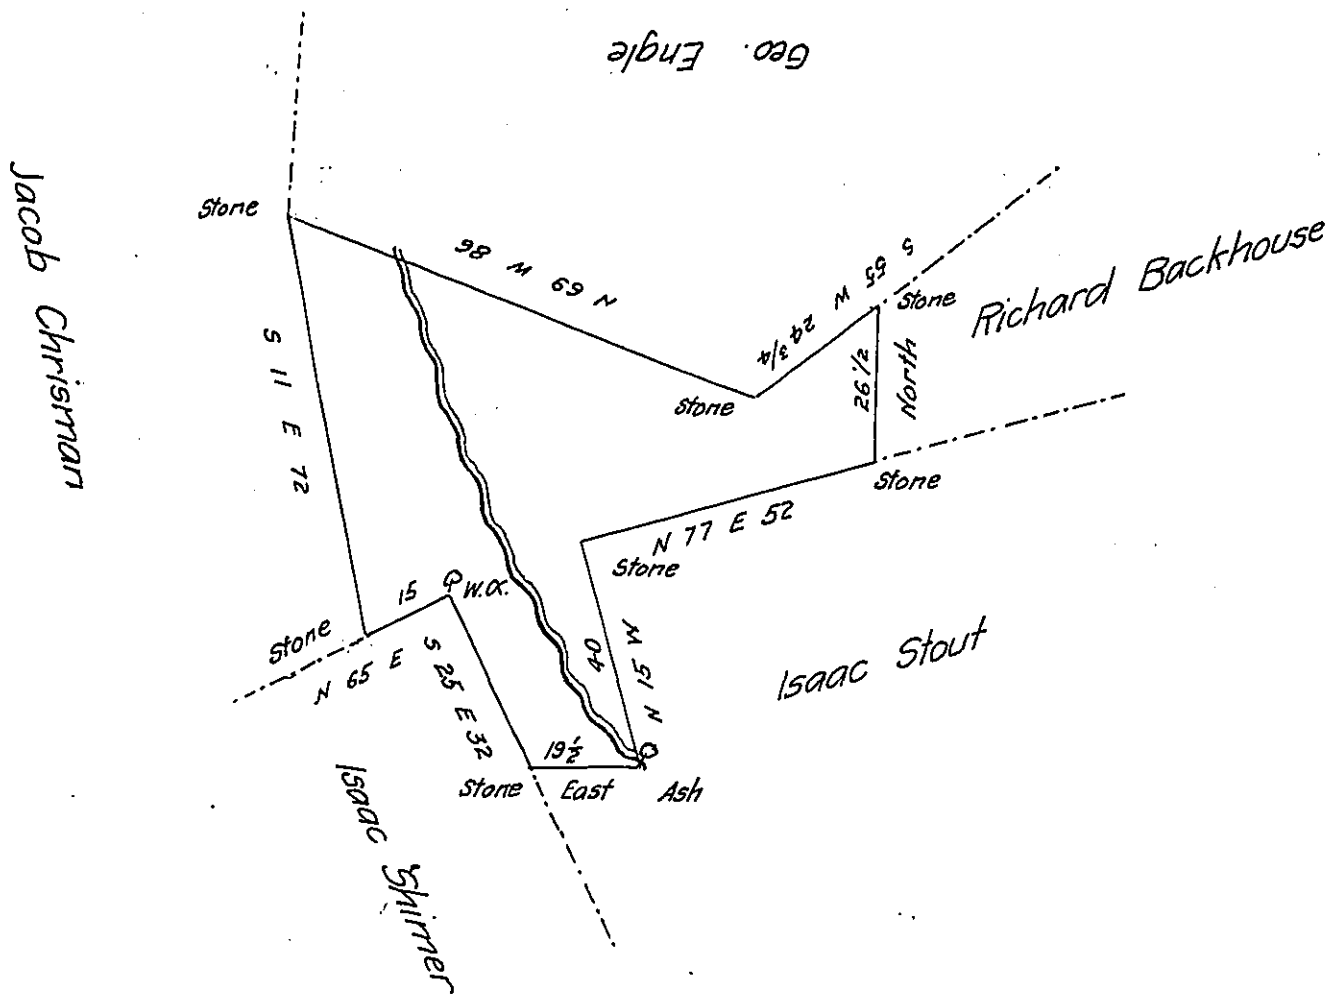 Geo. Engle
Jacob Chrisman
Richard Backhouse
Isaac Stout
Isaac Shirmer
Stone
N 69 W 86
S 55 W 24 3/4
Stone
Stone
26 1/2
North
Stone
N 77 E 52
Stone
S 11 E 72
15
W.O.
Stone
N 65 E
S 25 E 32
N 15 W
40
19 1/2
Stone
East
Ash